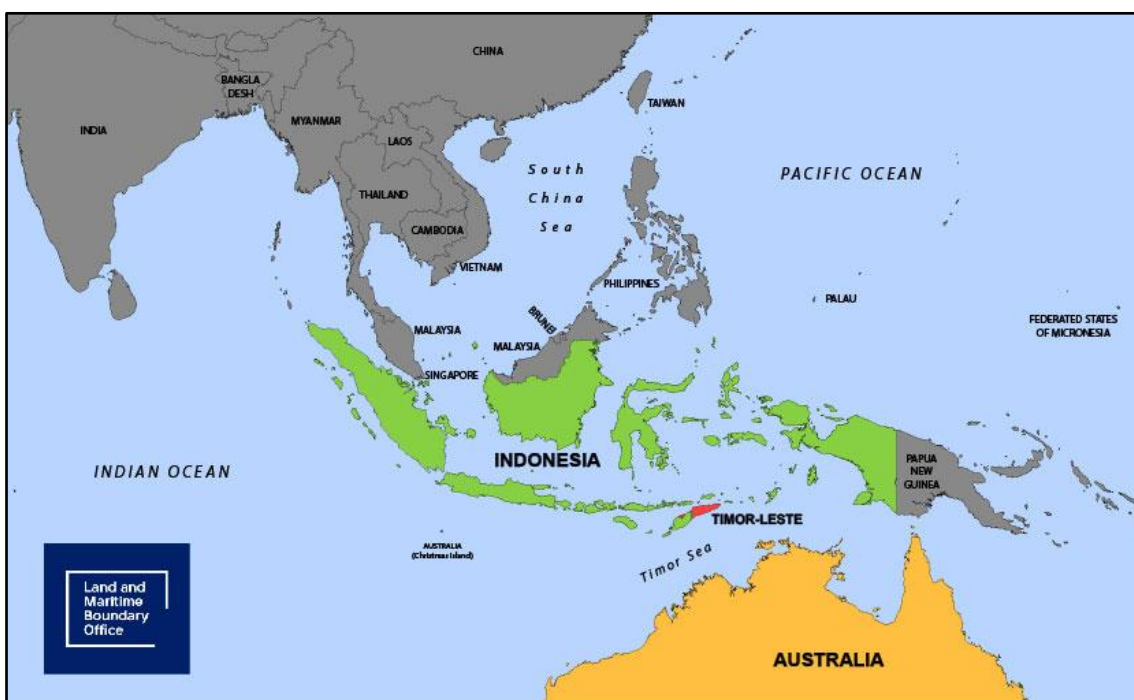 CHINA
BANGLA
DESH
TAIWAN
INDIA
MYANMAR
LAOS
South
China
Sea
PACIFIC OCEAN
THAILAND
CAMBODIA
VIETNAM
PHILIPPINES
PALAU
FEDERATED STATES
OF MICRONESIA
BRUNEI
MALAYSIA
MALAYSIA
SINGAPORE
INDIAN OCEAN
INDONESIA
PAPUA
NEW
GUINEA
TIMOR-LESTE
AUSTRALIA
(Christmas Island)
Timor Sea
Land and
Maritime
Boundary
Office
AUSTRALIA